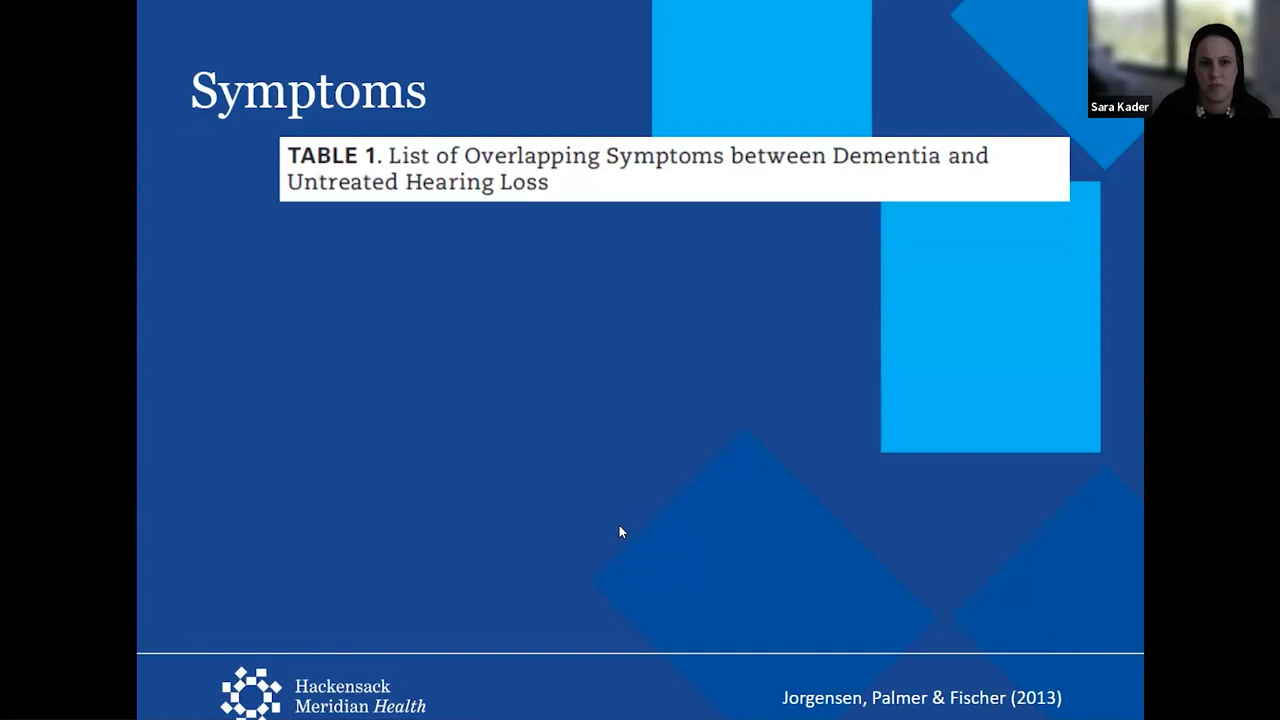 Symptoms
TABLE 1. List of Overlapping Symptoms between Dementia and
Untreated Hearing Loss
Sara Kader
Hackensack
Meridian Health
Jorgensen, Palmer & Fischer (2013)